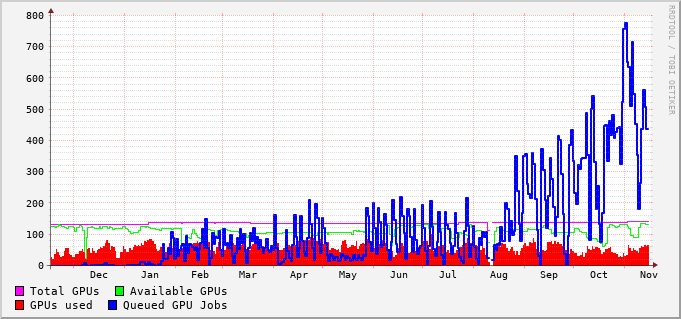 800
700
600
500
400
300
200
100
0
Dec Jan Feb Mar Apr May Jun Jul Aug Sep Oct Nov
Total GPUs Available GPUs
GPUs used Queued GPU Jobs
RRDTOOL / TOBI OETIKER